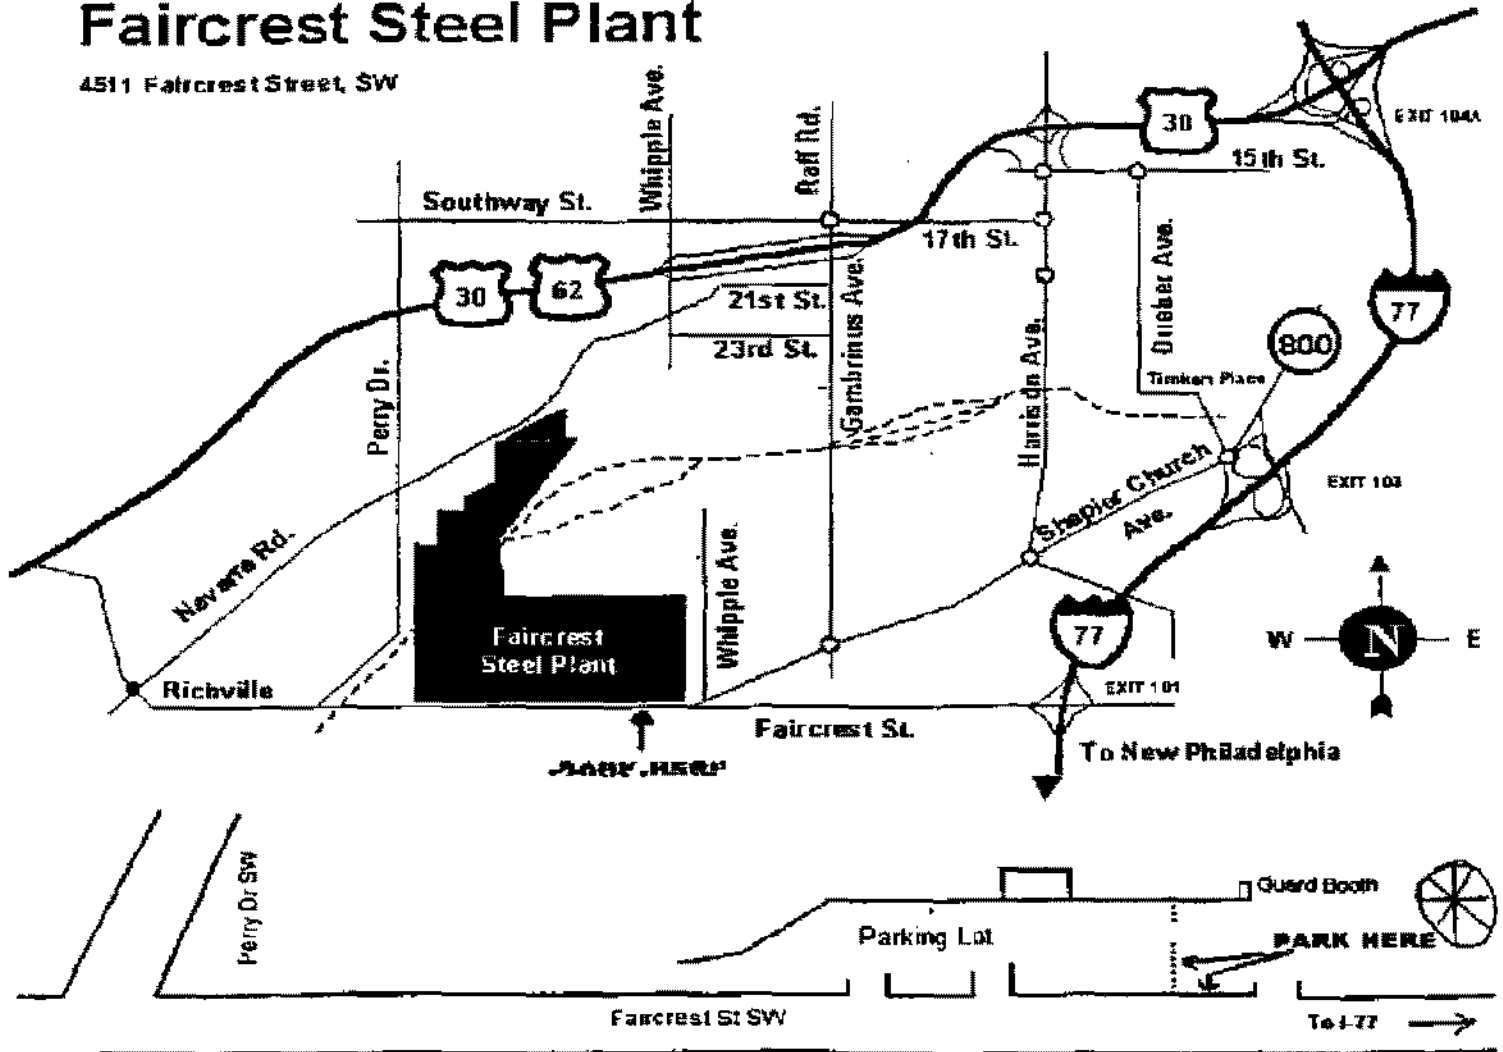 Faircrest Steel Plant
4511 Faircrest Street, SW
Whipple Ave.
Raff Rd.
30
EXIT 104A
15th St.
Southway St.
17th St.
30
62
21st St.
23rd St.
Perry Dr.
Gambrinus Ave.
Harrison Ave.
Dueber Ave.
77
800
Timken Place
Shepler Church
Ave.
EXIT 103
Navarre Rd.
Whipple Ave.
Faircrest
Steel Plant
77
W
N
E
Richville
EXIT 101
Faircrest St.
PARK HERE
To New Philadelphia
Perry Dr SW
Guard Booth
Parking Lot
PARK HERE
Faircrest St SW
To I-77